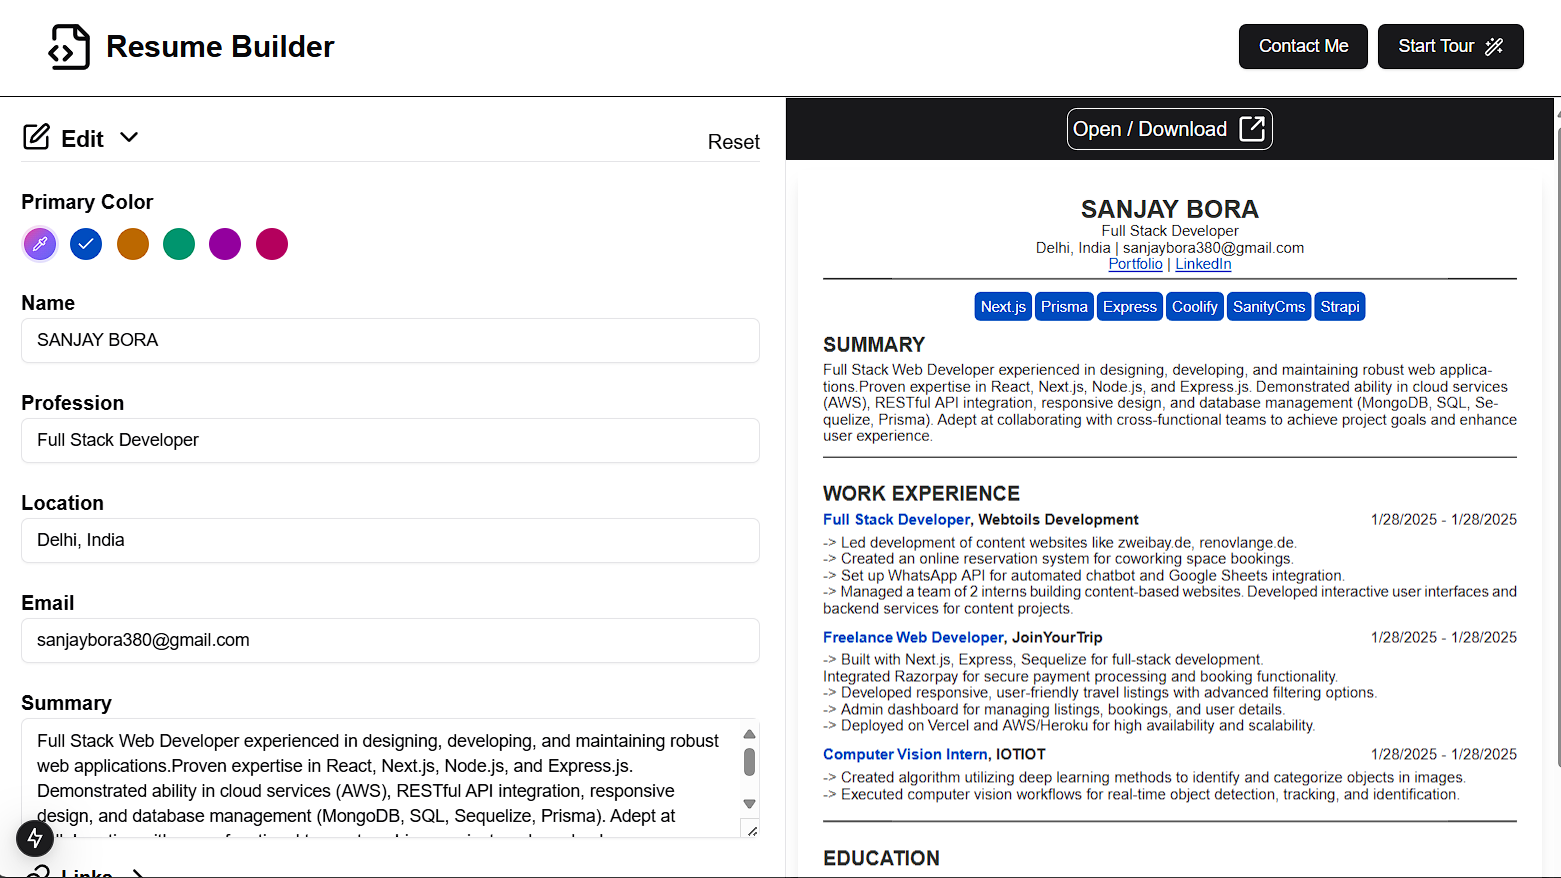 Resume Builder
Contact Me
Start Tour
Edit
Reset
Primary Color
Name
SANJAY BORA
Profession
Full Stack Developer
Location
Delhi, India
Email
sanjaybora380@gmail.com
Summary
Full Stack Web Developer experienced in designing, developing, and maintaining robust
web applications.Proven expertise in React, Next.js, Node.js, and Express.js.
Demonstrated ability in cloud services (AWS), RESTful API integration, responsive
design, and database management (MongoDB, SQL, Sequelize, Prisma). Adept at
Links
Open / Download
SANJAY BORA
Full Stack Developer
Delhi, India | sanjaybora380@gmail.com
Portfolio | LinkedIn
Next.js Prisma Express Coolify SanityCms Strapi
SUMMARY
Full Stack Web Developer experienced in designing, developing, and maintaining robust web applica-
tions.Proven expertise in React, Next.js, Node.js, and Express.js. Demonstrated ability in cloud services
(AWS), RESTful API integration, responsive design, and database management (MongoDB, SQL, Se-
quelize, Prisma). Adept at collaborating with cross-functional teams to achieve project goals and enhance
user experience.
WORK EXPERIENCE
Full Stack Developer, Webtoils Development 1/28/2025 - 1/28/2025
-> Led development of content websites like zweibay.de, renovlange.de.
-> Created an online reservation system for coworking space bookings.
-> Set up WhatsApp API for automated chatbot and Google Sheets integration.
-> Managed a team of 2 interns building content-based websites. Developed interactive user interfaces and
backend services for content projects.
Freelance Web Developer, JoinYourTrip 1/28/2025 - 1/28/2025
-> Built with Next.js, Express, Sequelize for full-stack development.
Integrated Razorpay for secure payment processing and booking functionality.
-> Developed responsive, user-friendly travel listings with advanced filtering options.
-> Admin dashboard for managing listings, bookings, and user details.
-> Deployed on Vercel and AWS/Heroku for high availability and scalability.
Computer Vision Intern, IOTIOT 1/28/2025 - 1/28/2025
-> Created algorithm utilizing deep learning methods to identify and categorize objects in images.
-> Executed computer vision workflows for real-time object detection, tracking, and identification.
EDUCATION